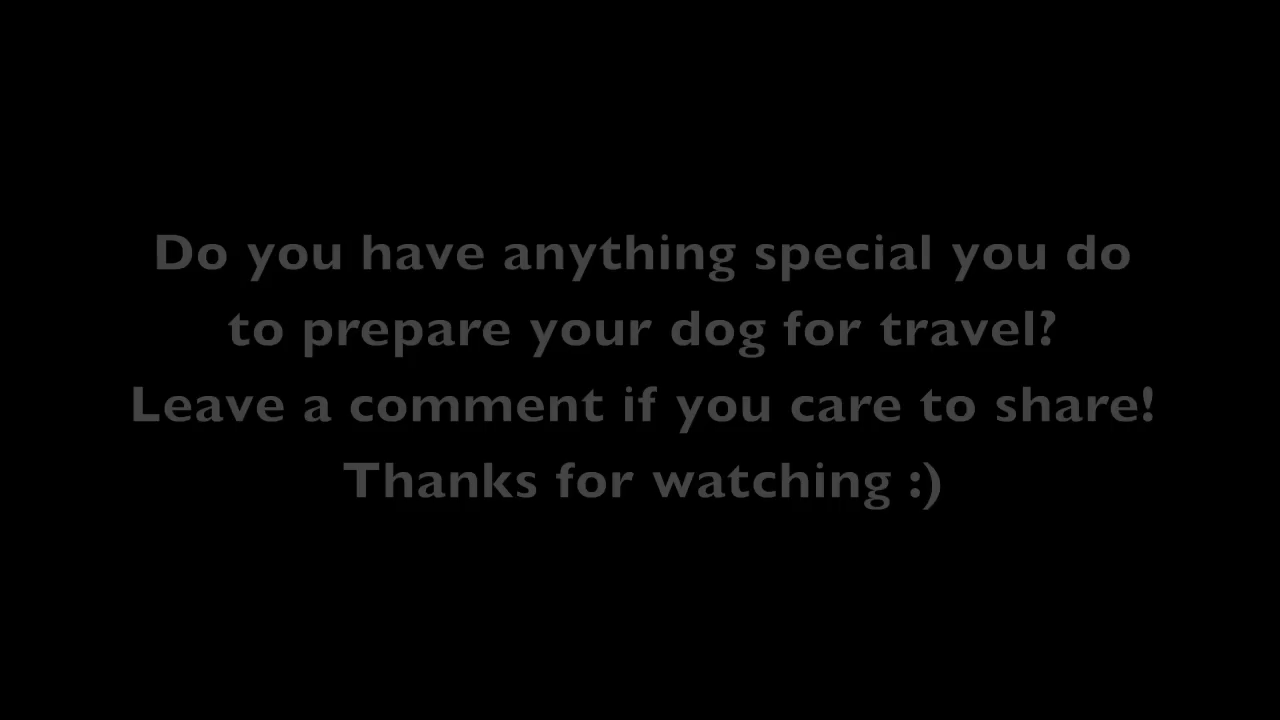 Do you have anything special you do
to prepare your dog for travel?
Leave a comment if you care to share!
Thanks for watching :)